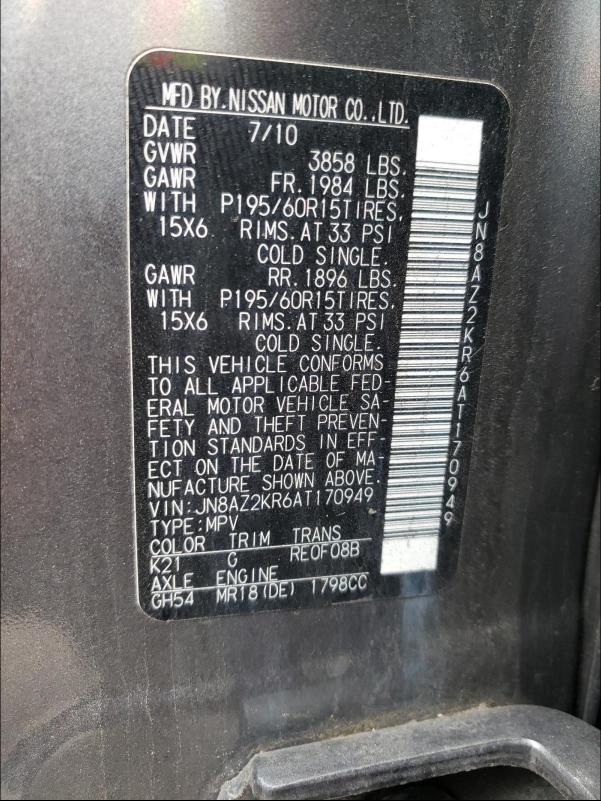 MFD BY.NISSAN MOTOR CO.,LTD.
DATE 7/10
GVWR 3858 LBS.
GAWR FR. 1984 LBS.
WITH P195/60R15TIRES,
15X6 RIMS. AT 33 PSI
COLD SINGLE.
GAWR RR. 1896 LBS.
WITH P195/60R15TIRES,
15X6 RIMS. AT 33 PSI
COLD SINGLE.
THIS VEHICLE CONFORMS
TO ALL APPLICABLE FED-
ERAL MOTOR VEHICLE SA-
FETY AND THEFT PREVEN-
TION STANDARDS IN EFF-
ECT ON THE DATE OF MA-
NUFACTURE SHOWN ABOVE.
VIN:JN8AZ2KR6AT170949
TYPE:MPV
COLOR TRIM TRANS
K21 G RE0F08B
AXLE ENGINE
GH54 MR18(DE) 1798CC
JN8AZ2KR6AT170949